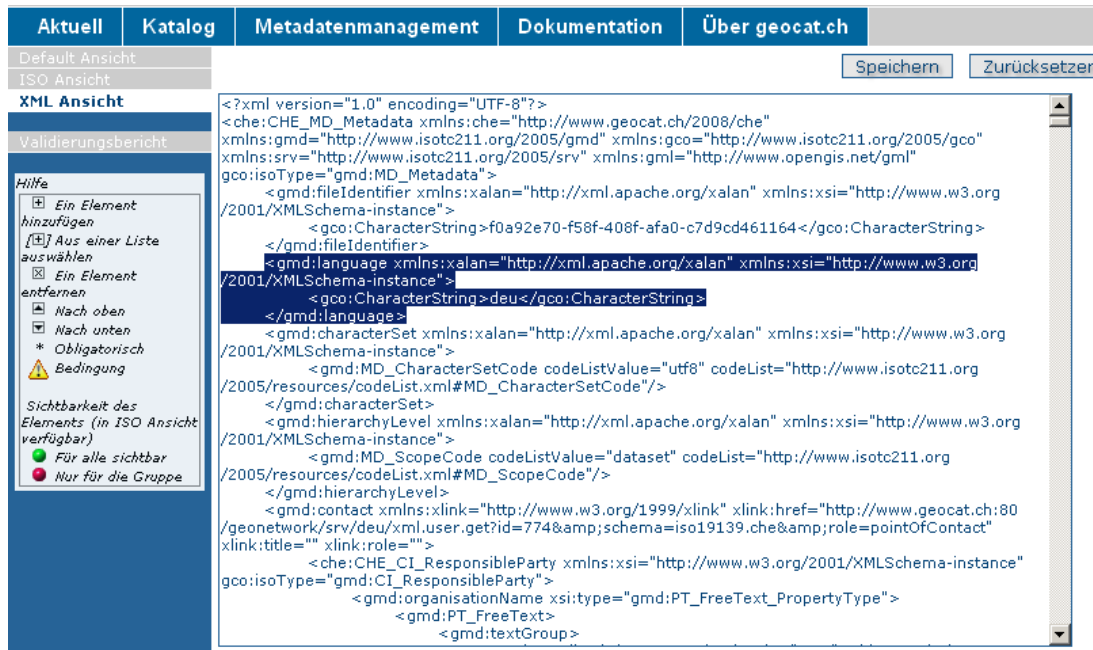 Aktuell Katalog Metadatenmanagement Dokumentation Über geocat.ch
Default Ansicht
ISO Ansicht
XML Ansicht
Validierungsbericht
Hilfe
Ein Element
hinzufügen
[ ] Aus einer Liste
auswählen
Ein Element
entfernen
Nach oben
Nach unten
* Obligatorisch
Bedingung
Sichtbarkeit des
Elements (in ISO Ansicht
verfügbar)
Für alle sichtbar
Nur für die Gruppe
Speichern Zurücksetzen
<?xml version="1.0" encoding="UTF-8"?>
<che:CHE_MD_Metadata xmlns:che="http://www.geocat.ch/2008/che"
xmlns:gmd="http://www.isotc211.org/2005/gmd" xmlns:gco="http://www.isotc211.org/2005/gco"
xmlns:srv="http://www.isotc211.org/2005/srv" xmlns:gml="http://www.opengis.net/gml"
gco:isoType="gmd:MD_Metadata">
<gmd:fileIdentifier xmlns:xalan="http://xml.apache.org/xalan" xmlns:xsi="http://www.w3.org
/2001/XMLSchema-instance">
<gco:CharacterString>f0a92e70-f58f-408f-afa0-c7d9cd461164</gco:CharacterString>
</gmd:fileIdentifier>
<gmd:language xmlns:xalan="http://xml.apache.org/xalan" xmlns:xsi="http://www.w3.org
/2001/XMLSchema-instance">
<gco:CharacterString>deu</gco:CharacterString>
</gmd:language>
<gmd:characterSet xmlns:xalan="http://xml.apache.org/xalan" xmlns:xsi="http://www.w3.org
/2001/XMLSchema-instance">
<gmd:MD_CharacterSetCode codeListValue="utf8" codeList="http://www.isotc211.org
/2005/resources/codeList.xml#MD_CharacterSetCode"/>
</gmd:characterSet>
<gmd:hierarchyLevel xmlns:xalan="http://xml.apache.org/xalan" xmlns:xsi="http://www.w3.org
/2001/XMLSchema-instance">
<gmd:MD_ScopeCode codeListValue="dataset" codeList="http://www.isotc211.org
/2005/resources/codeList.xml#MD_ScopeCode"/>
</gmd:hierarchyLevel>
<gmd:contact xmlns:xlink="http://www.w3.org/1999/xlink" xlink:href="http://www.geocat.ch:80
/geonetwork/srv/deu/xml.user.get?id=774&amp;schema=iso19139.che&amp;role=pointOfContact"
xlink:title="" xlink:role="">
<che:CHE_CI_ResponsibleParty xmlns:xsi="http://www.w3.org/2001/XMLSchema-instance"
gco:isoType="gmd:CI_ResponsibleParty">
<gmd:organisationName xsi:type="gmd:PT_FreeText_PropertyType">
<gmd:PT_FreeText>
<gmd:textGroup>